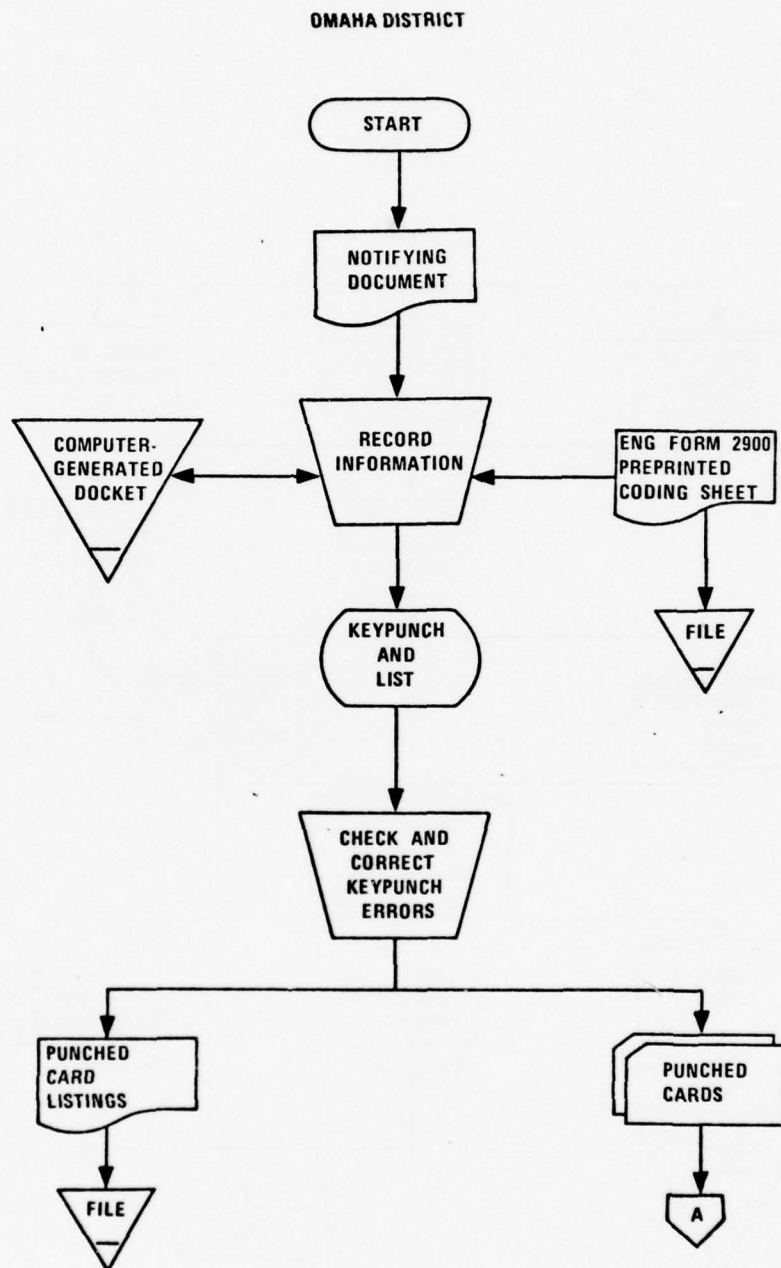 OMAHA DISTRICT
START
NOTIFYING
DOCUMENT
COMPUTER-
GENERATED
DOCKET
RECORD
INFORMATION
ENG FORM 2900
PREPRINTED
CODING SHEET
KEYPUNCH
AND
LIST
FILE
CHECK AND
CORRECT
KEYPUNCH
ERRORS
PUNCHED
CARD
LISTINGS
PUNCHED
CARDS
FILE
A